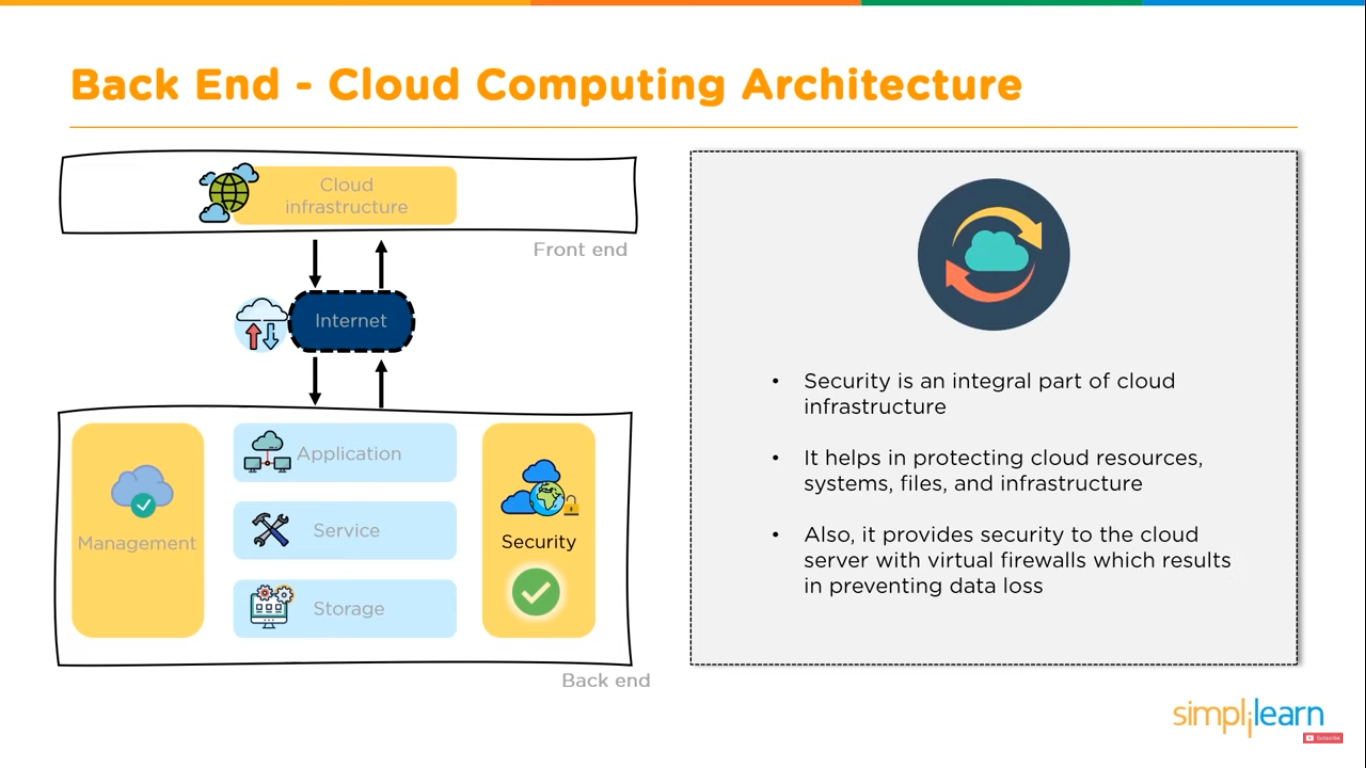 Back End - Cloud Computing Architecture
Cloud
infrastructure
Front end
Internet
Management
Application
Service
Storage
Security
Back end
• Security is an integral part of cloud
infrastructure
• It helps in protecting cloud resources,
systems, files, and infrastructure
• Also, it provides security to the cloud
server with virtual firewalls which results
in preventing data loss
simplilearn
Subscribe